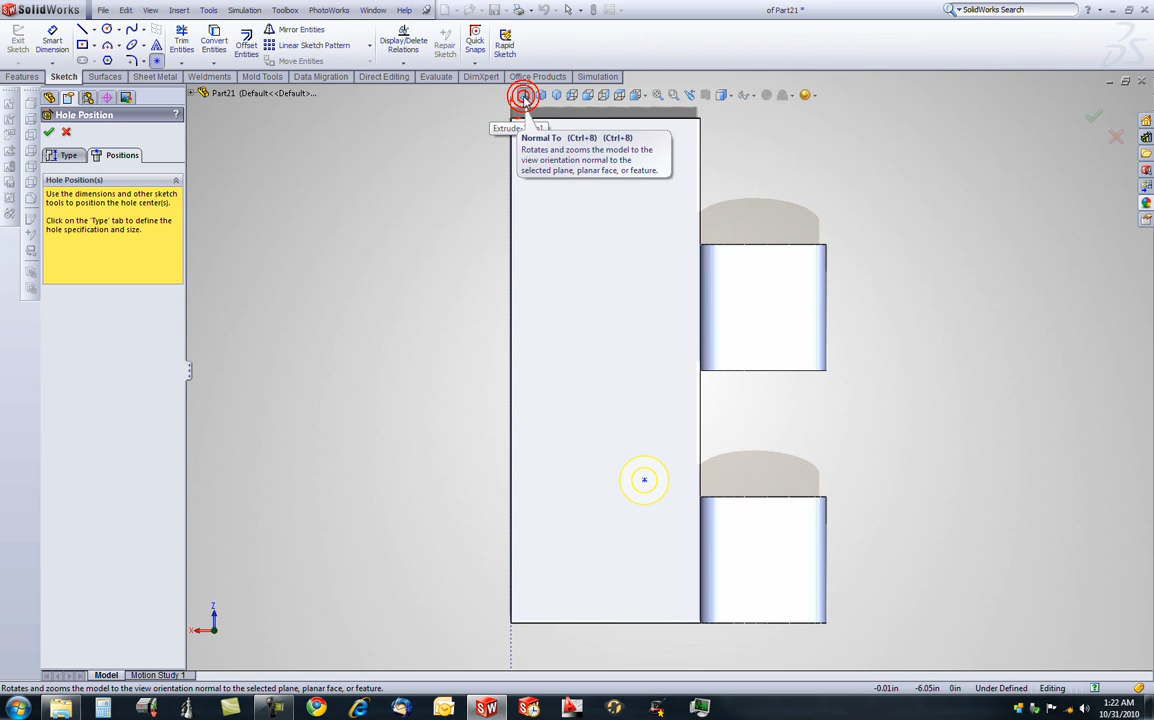 SolidWorks File Edit View Insert Tools Simulation Toolbox PhotoWorks Window Help of Part21 * SolidWorks Search
Exit Sketch Smart Dimension Trim Entities Convert Entities Offset Entities Mirror Entities Linear Sketch Pattern Move Entities Display/Delete Relations Repair Sketch Quick Snaps Rapid Sketch
Features Sketch Surfaces Sheet Metal Weldments Mold Tools Data Migration Direct Editing Evaluate DimXpert Office Products Simulation
Part21 (Default<<Default>...
Hole Position ?
Type Positions
Hole Position(s)
Use the dimensions and other sketch
tools to position the hole center(s).
Click on the 'Type' tab to define the
hole specification and size.
Normal To (Ctrl+8) (Ctrl+8)
Rotates and zooms the model to the
view orientation normal to the
selected plane, planar face, or feature.
Z
X
Model Motion Study 1
Rotates and zooms the model to the view orientation normal to the selected plane, planar face, or feature. -0.01in -6.05in 0in Under Defined Editing
1:22 AM
10/31/2010